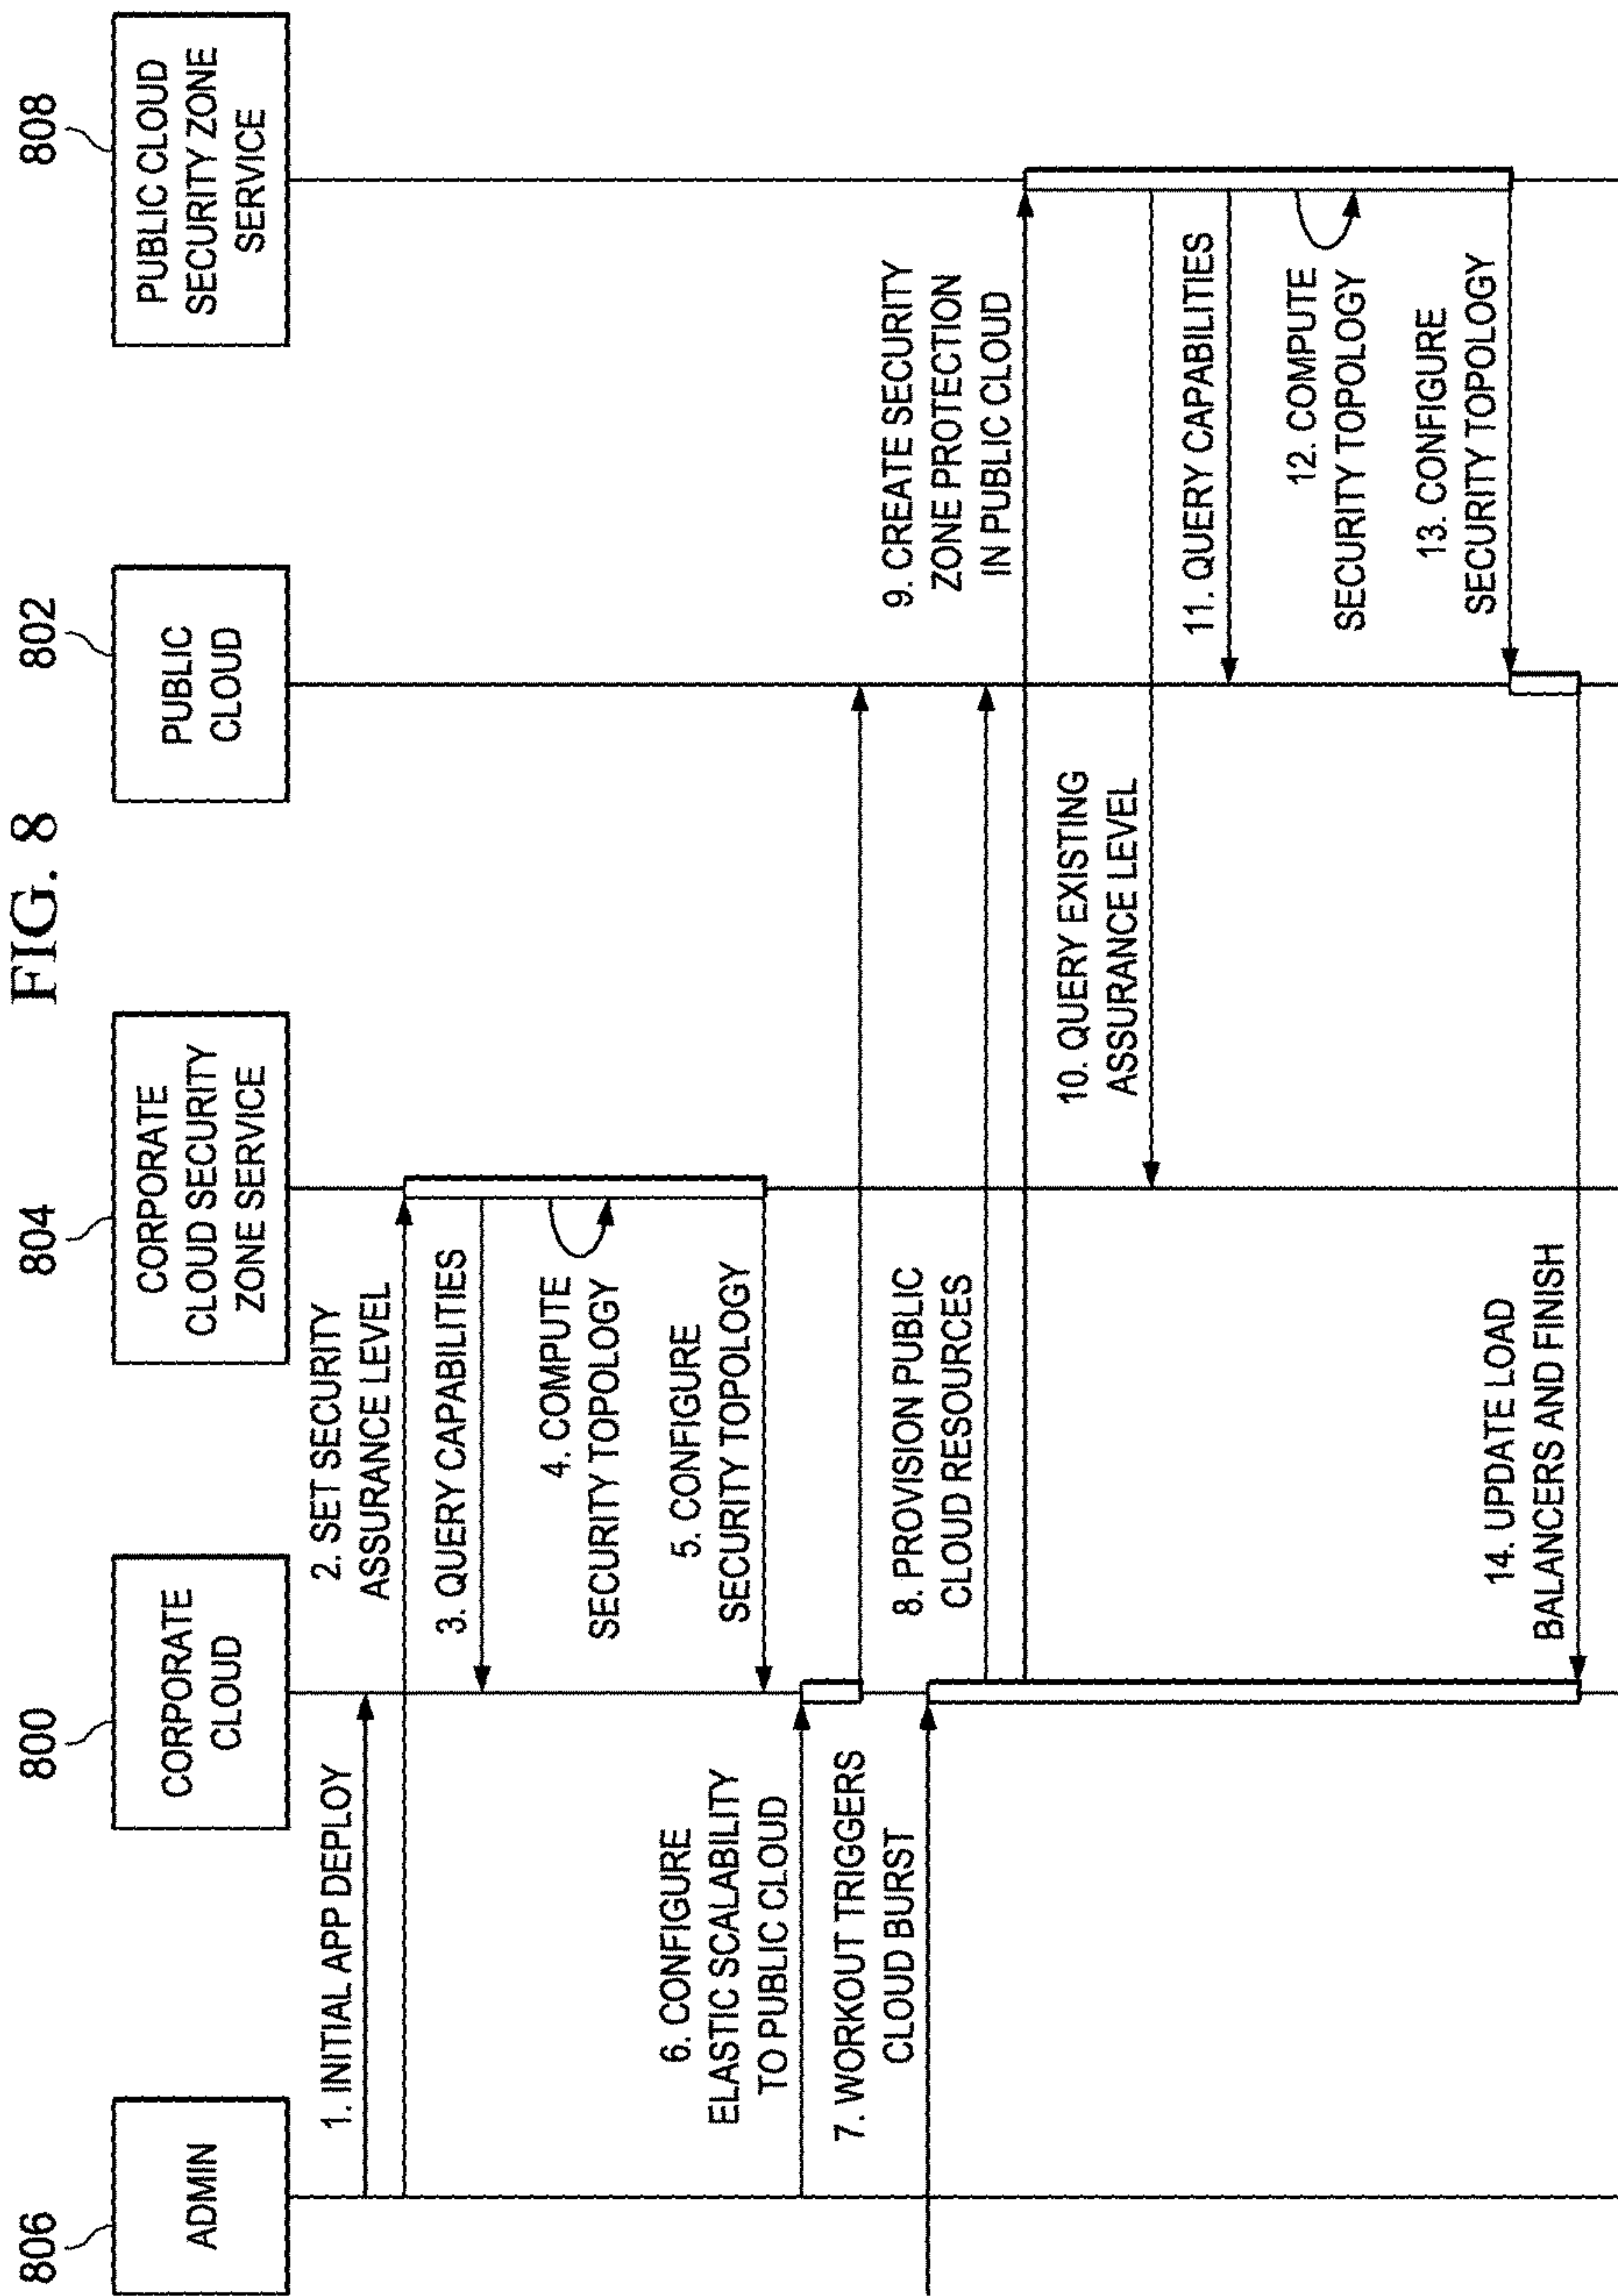 FIG. 8
806
ADMIN
800
CORPORATE
CLOUD
804
CORPORATE
CLOUD SECURITY
ZONE SERVICE
802
PUBLIC
CLOUD
808
PUBLIC CLOUD
SECURITY ZONE
SERVICE
1. INITIAL APP DEPLOY
2. SET SECURITY
ASSURANCE LEVEL
3. QUERY CAPABILITIES
4. COMPUTE
SECURITY TOPOLOGY
5. CONFIGURE
SECURITY TOPOLOGY
6. CONFIGURE
ELASTIC SCALABILITY
TO PUBLIC CLOUD
7. WORKOUT TRIGGERS
CLOUD BURST
8. PROVISION PUBLIC
CLOUD RESOURCES
9. CREATE SECURITY
ZONE PROTECTION
IN PUBLIC CLOUD
10. QUERY EXISTING
ASSURANCE LEVEL
11. QUERY CAPABILITIES
12. COMPUTE
SECURITY TOPOLOGY
13. CONFIGURE
SECURITY TOPOLOGY
14. UPDATE LOAD
BALANCERS AND FINISH